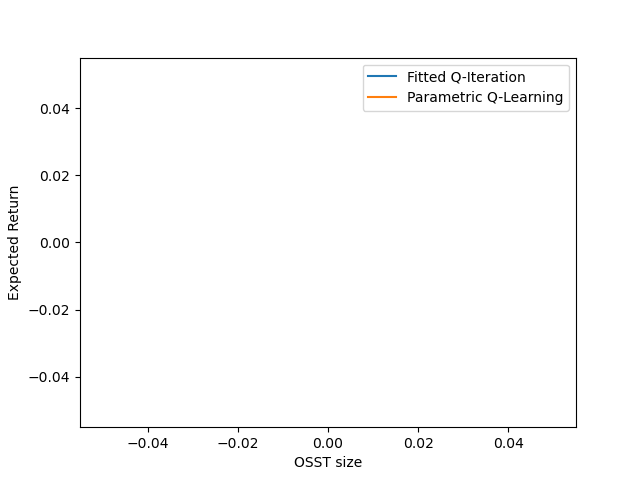 Fitted Q-Iteration
Parametric Q-Learning
0.04
0.02
0.00
−0.02
−0.04
Expected Return
−0.04
−0.02
0.00
0.02
0.04
OSST size